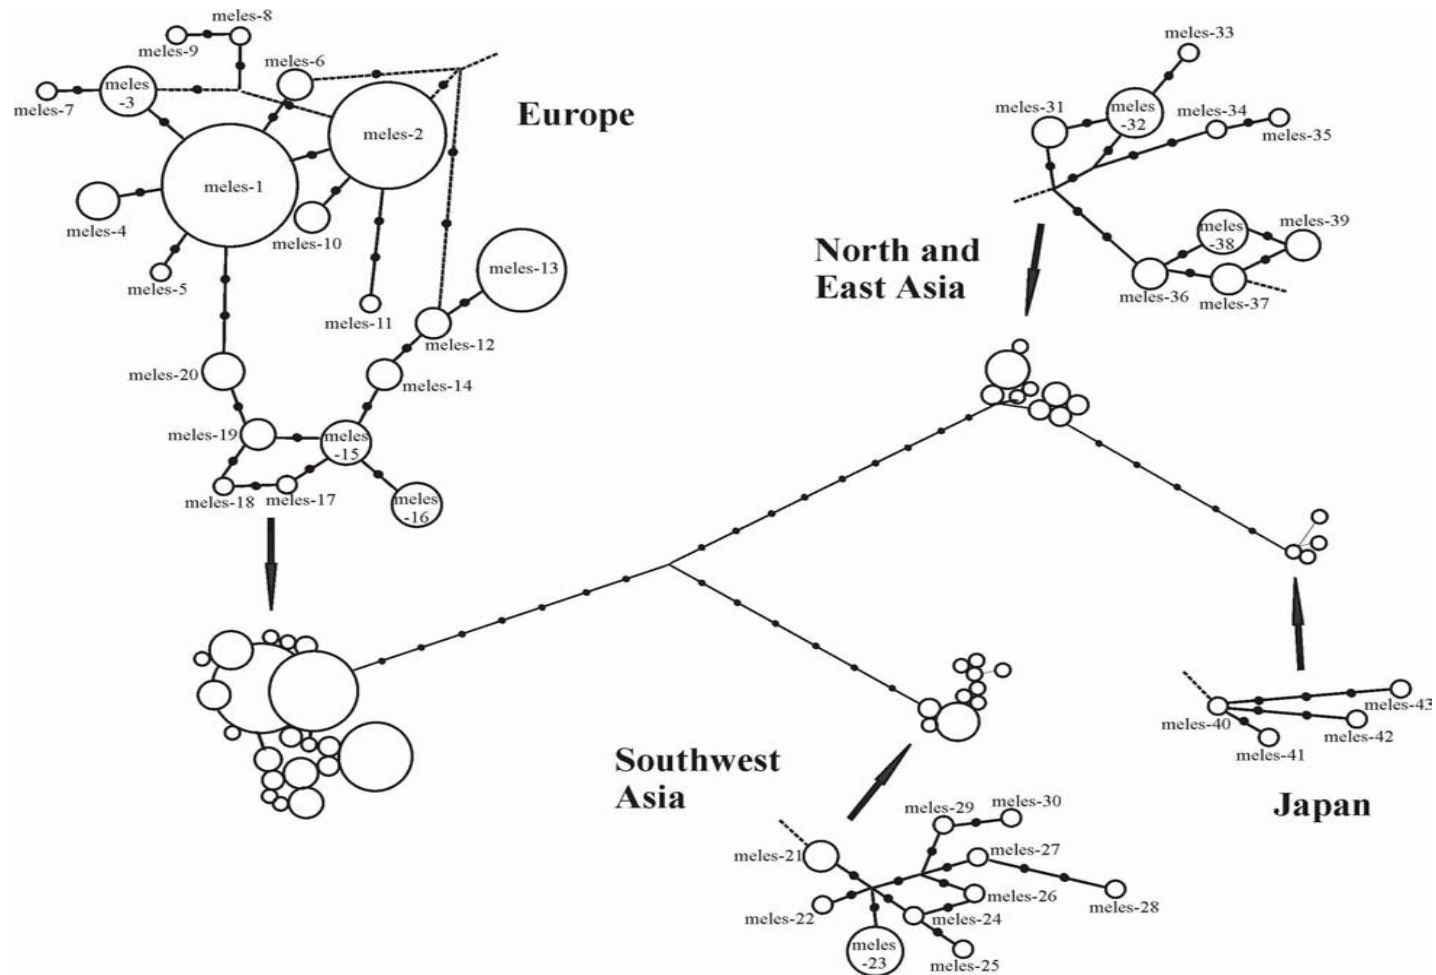 meles-8
meles-9
meles-6
meles-7
meles
-3
meles-2
meles-1
meles-4
meles-10
meles-5
meles-11
meles-13
meles-12
meles-14
meles-20
meles-19
meles
-15
meles-18
meles-17
meles
-16
Europe
meles-33
meles-31
meles
-32
meles-34
meles-35
meles
-38
meles-39
meles-36
meles-37
North and
East Asia
Southwest
Asia
meles-21
meles-22
meles
-23
meles-24
meles-25
meles-26
meles-27
meles-28
meles-29
meles-30
meles-40
meles-41
meles-42
meles-43
Japan